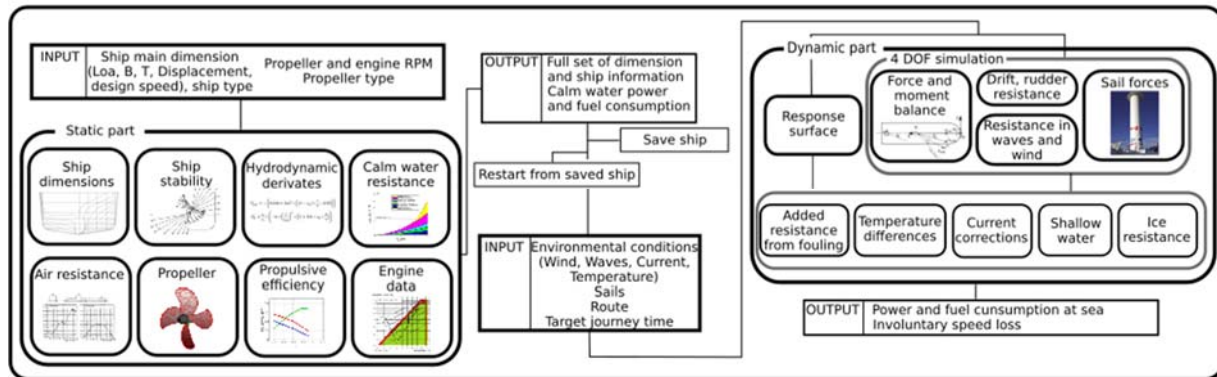 INPUT
Ship main dimension
(Loa, B, T, Displacement,
design speed), ship type
Propeller and engine RPM
Propeller type
Static part
Ship
dimensions
Ship
stability
Hydrodynamic
derivates
Calm water
resistance
Air resistance
Propeller
Propulsive
efficiency
Engine
data
OUTPUT
Full set of dimension
and ship information
Calm water power
and fuel consumption
Save ship
Restart from saved ship
INPUT
Environmental conditions
(Wind, Waves, Current,
Temperature)
Sails
Route
Target journey time
Dynamic part
4 DOF simulation
Response
surface
Force and
moment
balance
Drift, rudder
resistance
Resistance in
waves and
wind
Sail forces
Added
resistance
from fouling
Temperature
differences
Current
corrections
Shallow
water
Ice
resistance
OUTPUT
Power and fuel cunsumption at sea
Involuntary speed loss